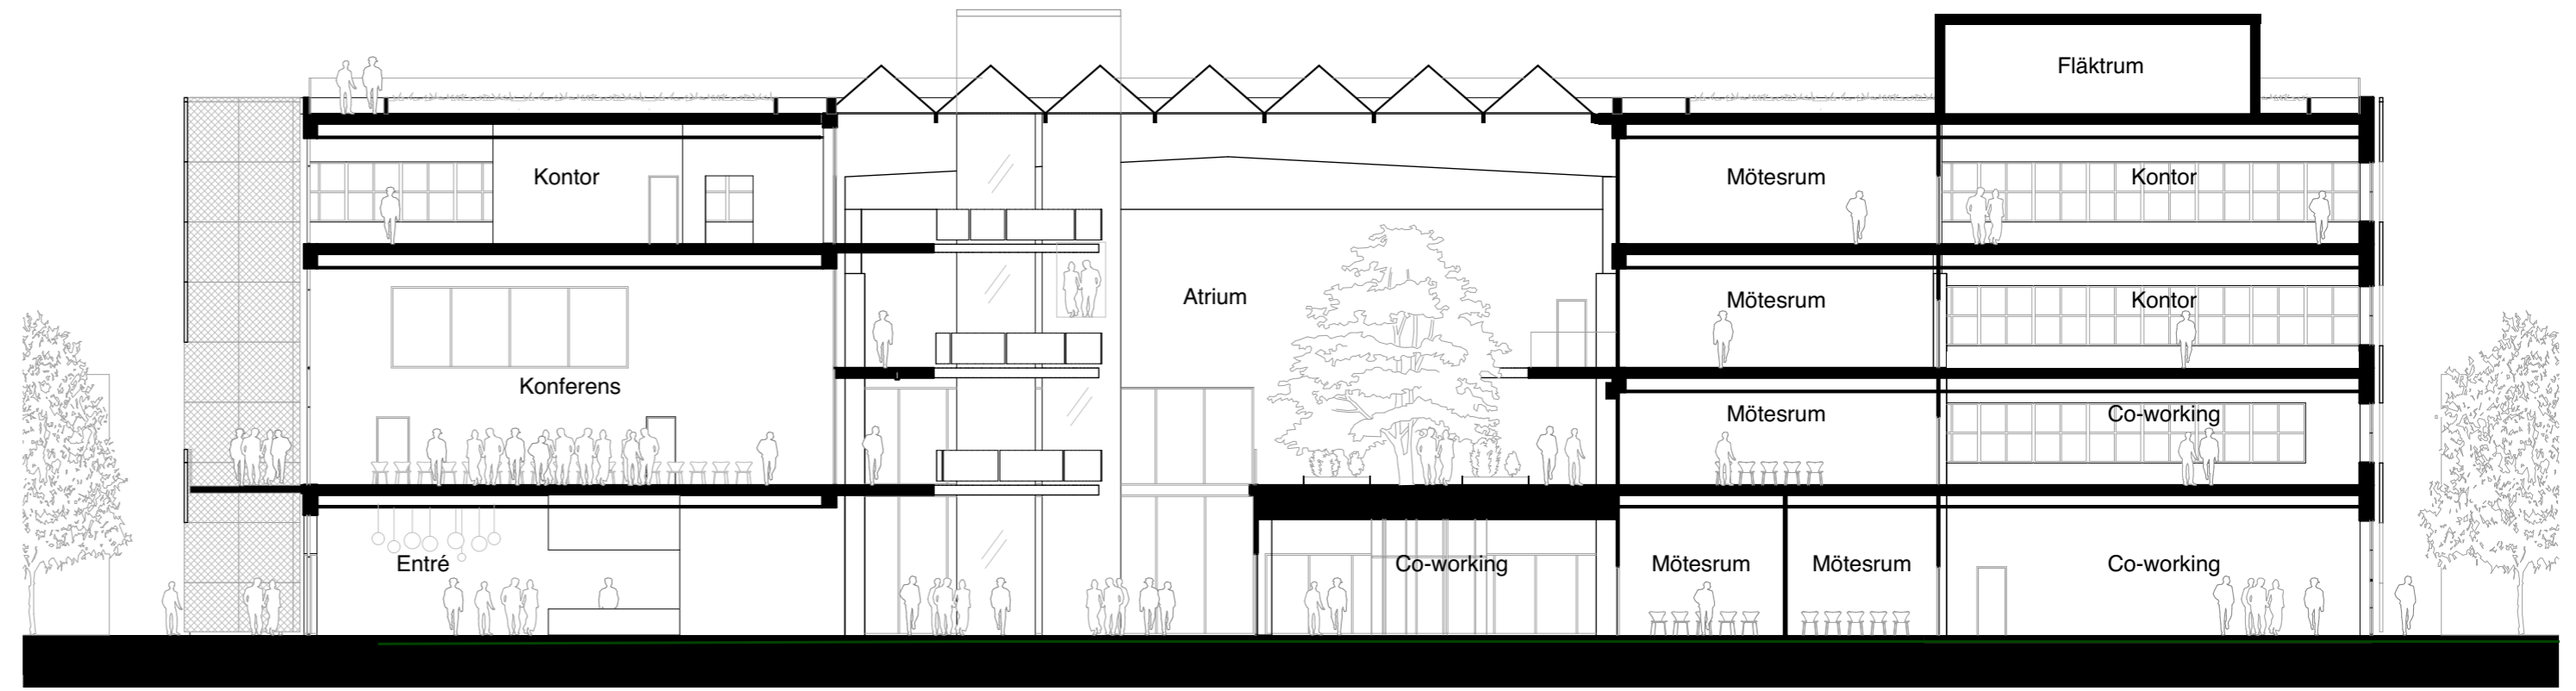 Fläktrum
Kontor
Mötesrum
Kontor
Atrium
Mötesrum
Kontor
Konferens
Mötesrum
Co-working
Entré
Co-working
Mötesrum
Mötesrum
Co-working